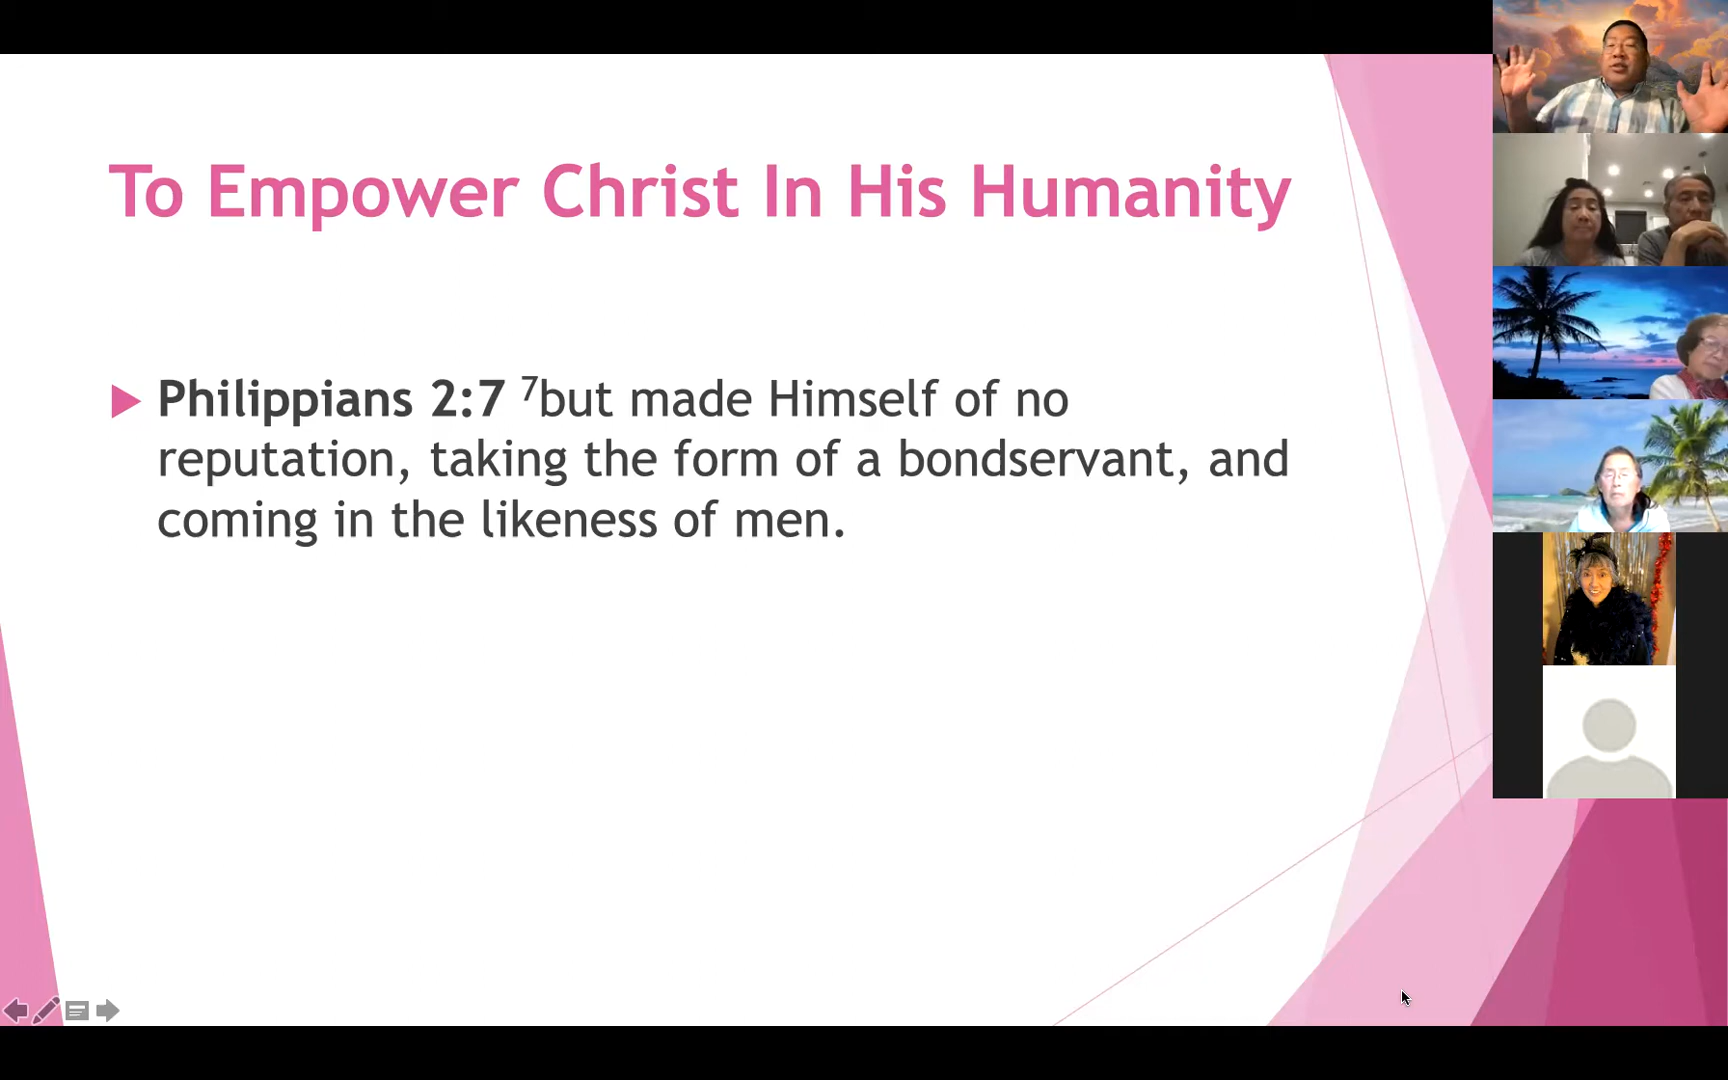 To Empower Christ In His Humanity
Philippians 2:7 ⁷but made Himself of no
reputation, taking the form of a bondservant, and
coming in the likeness of men.